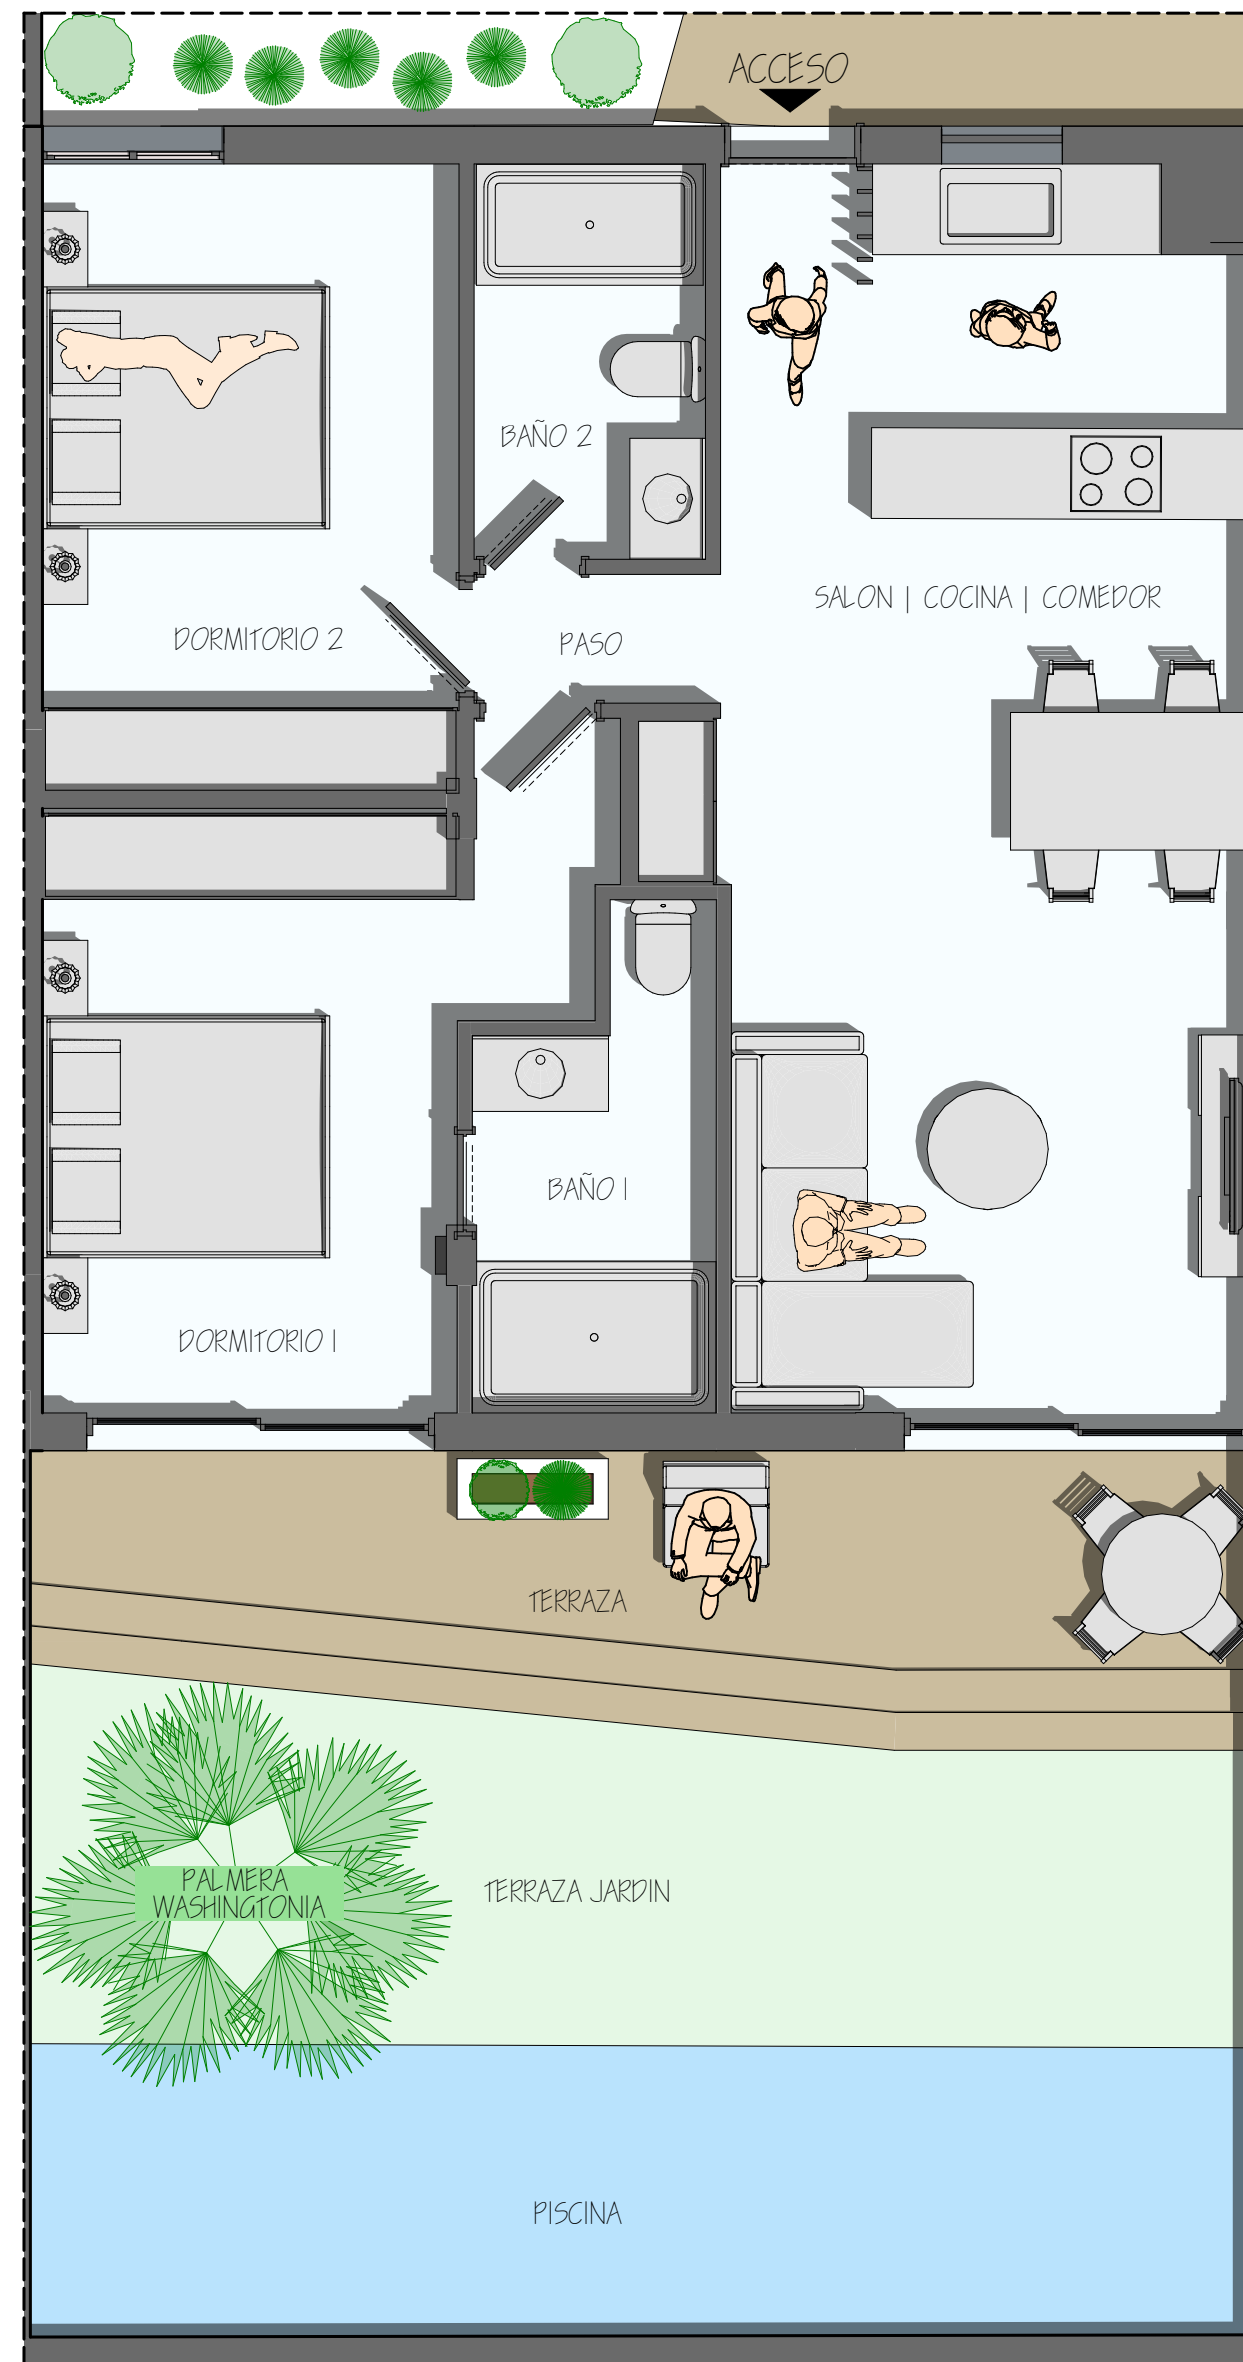 ACCESO
BAÑO 2
SALON | COCINA | COMEDOR
DORMITORIO 2
PASO
BAÑO 1
DORMITORIO 1
TERRAZA
PALMERA
WASHINGTONIA
TERRAZA JARDIN
PISCINA